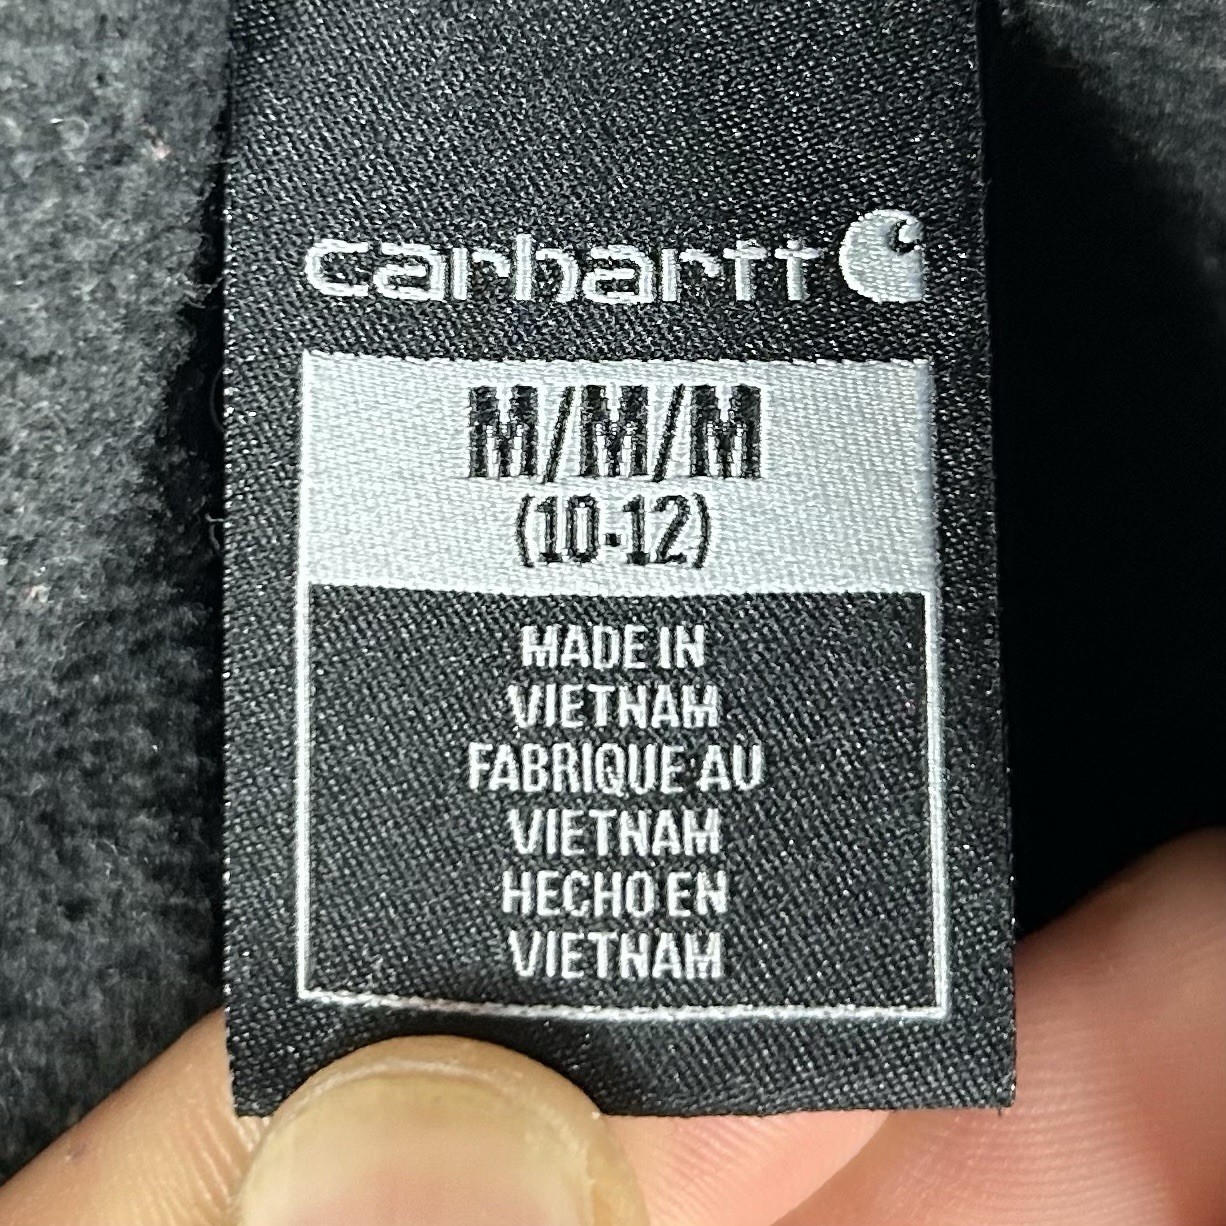 carhartt
M/M/M
(10-12)
MADE IN
VIETNAM
FABRIQUE AU
VIETNAM
HECHO EN
VIETNAM